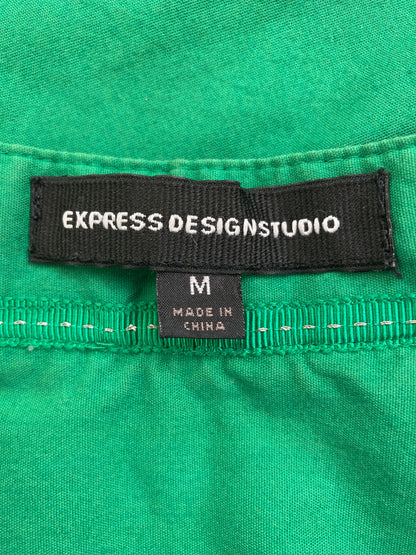 EXPRESS DESIGNSTUDIO
M
MADE IN
CHINA